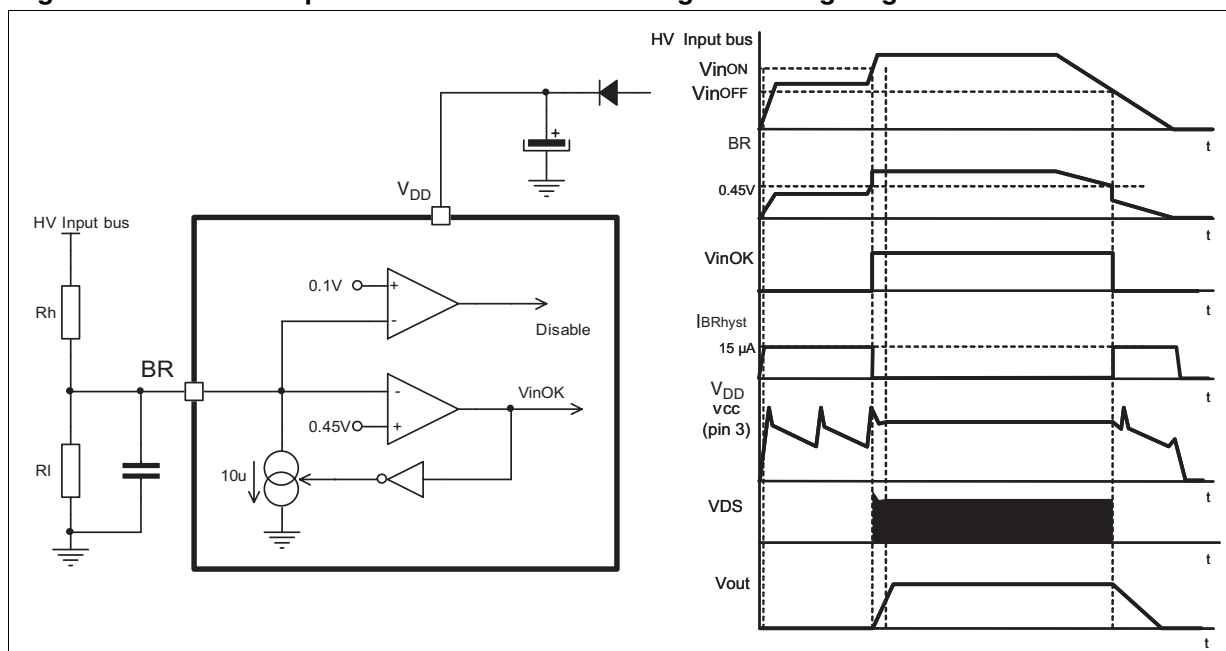 VDD
HV Input bus
Rh
BR
Rl
+
0.1V
+
-
Disable
-
VinOK
0.45V
+
10u
HV Input bus
VinON
VinOFF
t
BR
0.45V
t
VinOK
t
IBRhyst
15 µA
t
VDD
vcc
(pin 3)
t
VDS
t
Vout
t